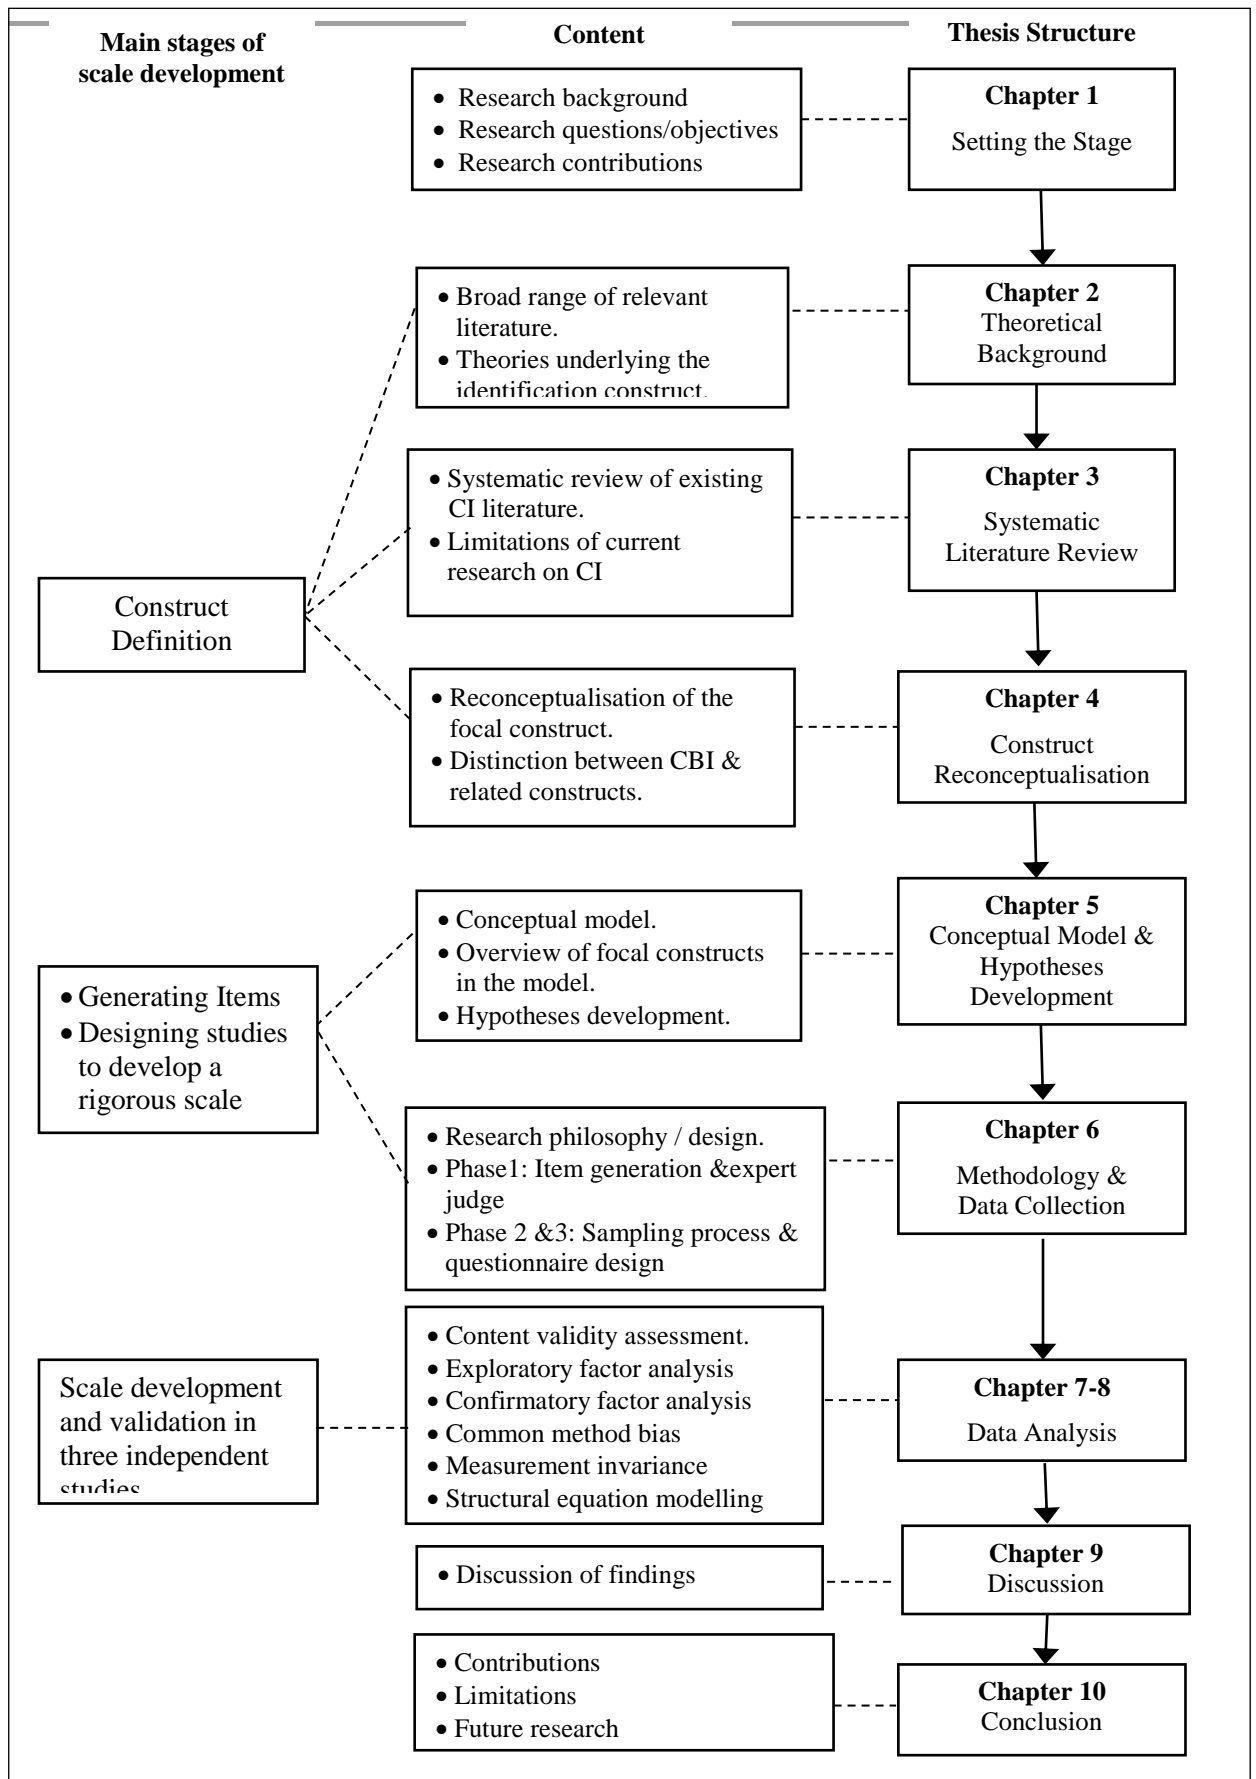 Main stages of
scale development
Content
Thesis Structure
• Research background
• Research questions/objectives
• Research contributions
Chapter 1
Setting the Stage
• Broad range of relevant
literature.
• Theories underlying the
identification construct.
Chapter 2
Theoretical
Background
• Systematic review of existing
CI literature.
• Limitations of current
research on CI
Chapter 3
Systematic
Literature Review
Construct
Definition
• Reconceptualisation of the
focal construct.
• Distinction between CBI &
related constructs.
Chapter 4
Construct
Reconceptualisation
• Generating Items
• Designing studies
to develop a
rigorous scale
• Conceptual model.
• Overview of focal constructs
in the model.
• Hypotheses development.
Chapter 5
Conceptual Model &
Hypotheses
Development
• Research philosophy / design.
• Phase1: Item generation &expert
judge
• Phase 2 &3: Sampling process &
questionnaire design
Chapter 6
Methodology &
Data Collection
Scale development
and validation in
three independent
studies
• Content validity assessment.
• Exploratory factor analysis
• Confirmatory factor analysis
• Common method bias
• Measurement invariance
• Structural equation modelling
Chapter 7-8
Data Analysis
• Discussion of findings
Chapter 9
Discussion
• Contributions
• Limitations
• Future research
Chapter 10
Conclusion